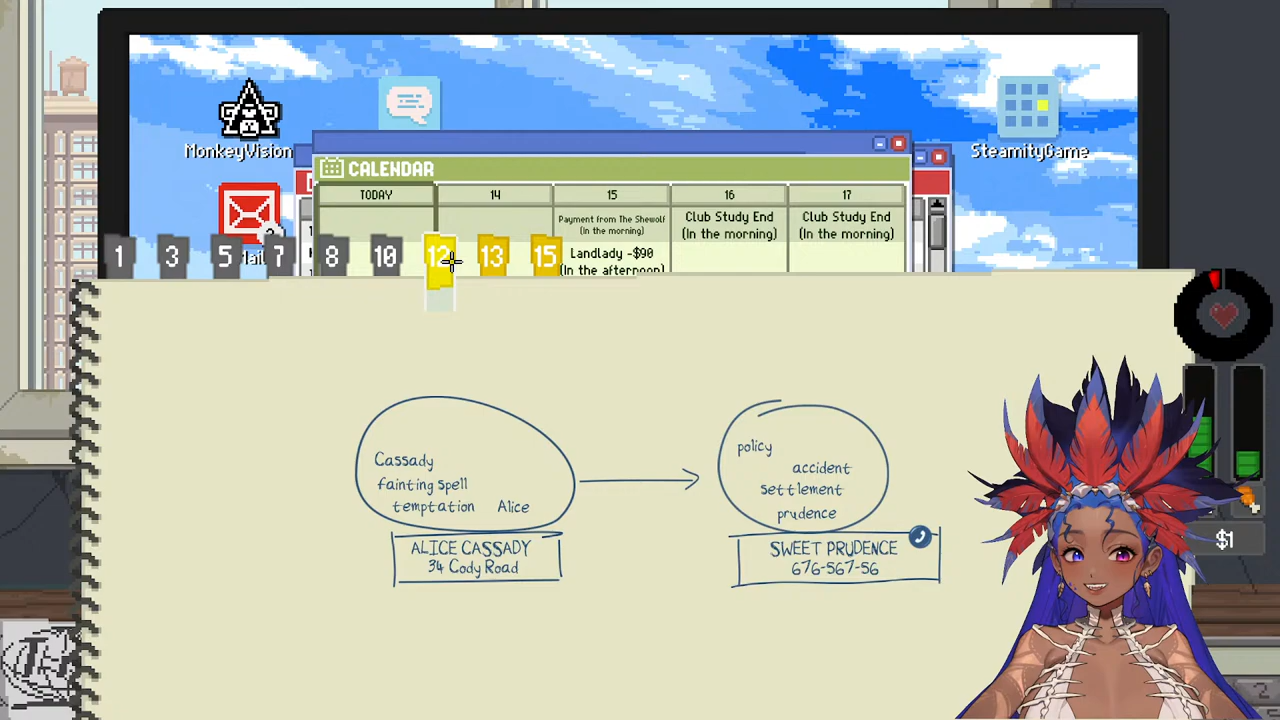 MonkeyVision
SteamityGame
CALENDAR
TODAY
14
15
16
17
Payment from The Shewolf
(In the morning)
Club Study End
(In the morning)
Club Study End
(In the morning)
Landlady -$90
(In the afternoon)
1
3
5
7
8
10
12
13
15
Cassady
fainting spell
temptation Alice
ALICE CASSADY
34 Cody Road
policy
accident
settlement
prudence
SWEET PRUDENCE
676-567-56
$1
2